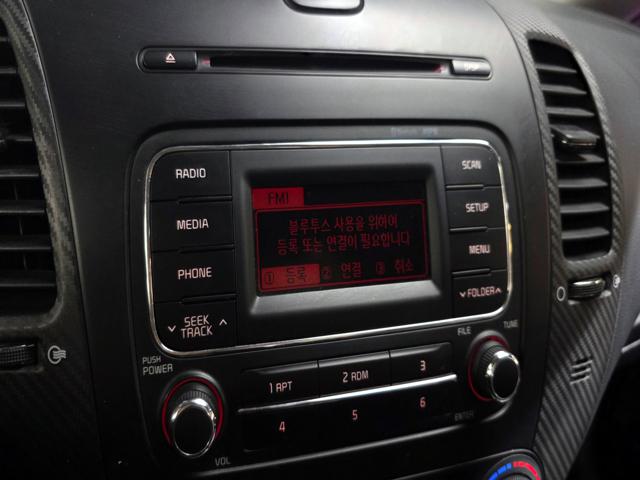 DISP
RADIO
SCAN
FM1
MEDIA
SETUP
블루투스 사용을 위하여
등록 또는 연결이 필요합니다
PHONE
MENU
① 등록 ② 연결 ③ 취소
∨ SEEK ∧
TRACK
∨ FOLDER ∧
PUSH
POWER
FILE
TUNE
1 RPT
2 RDM
3
4
5
6
ENTER
VOL